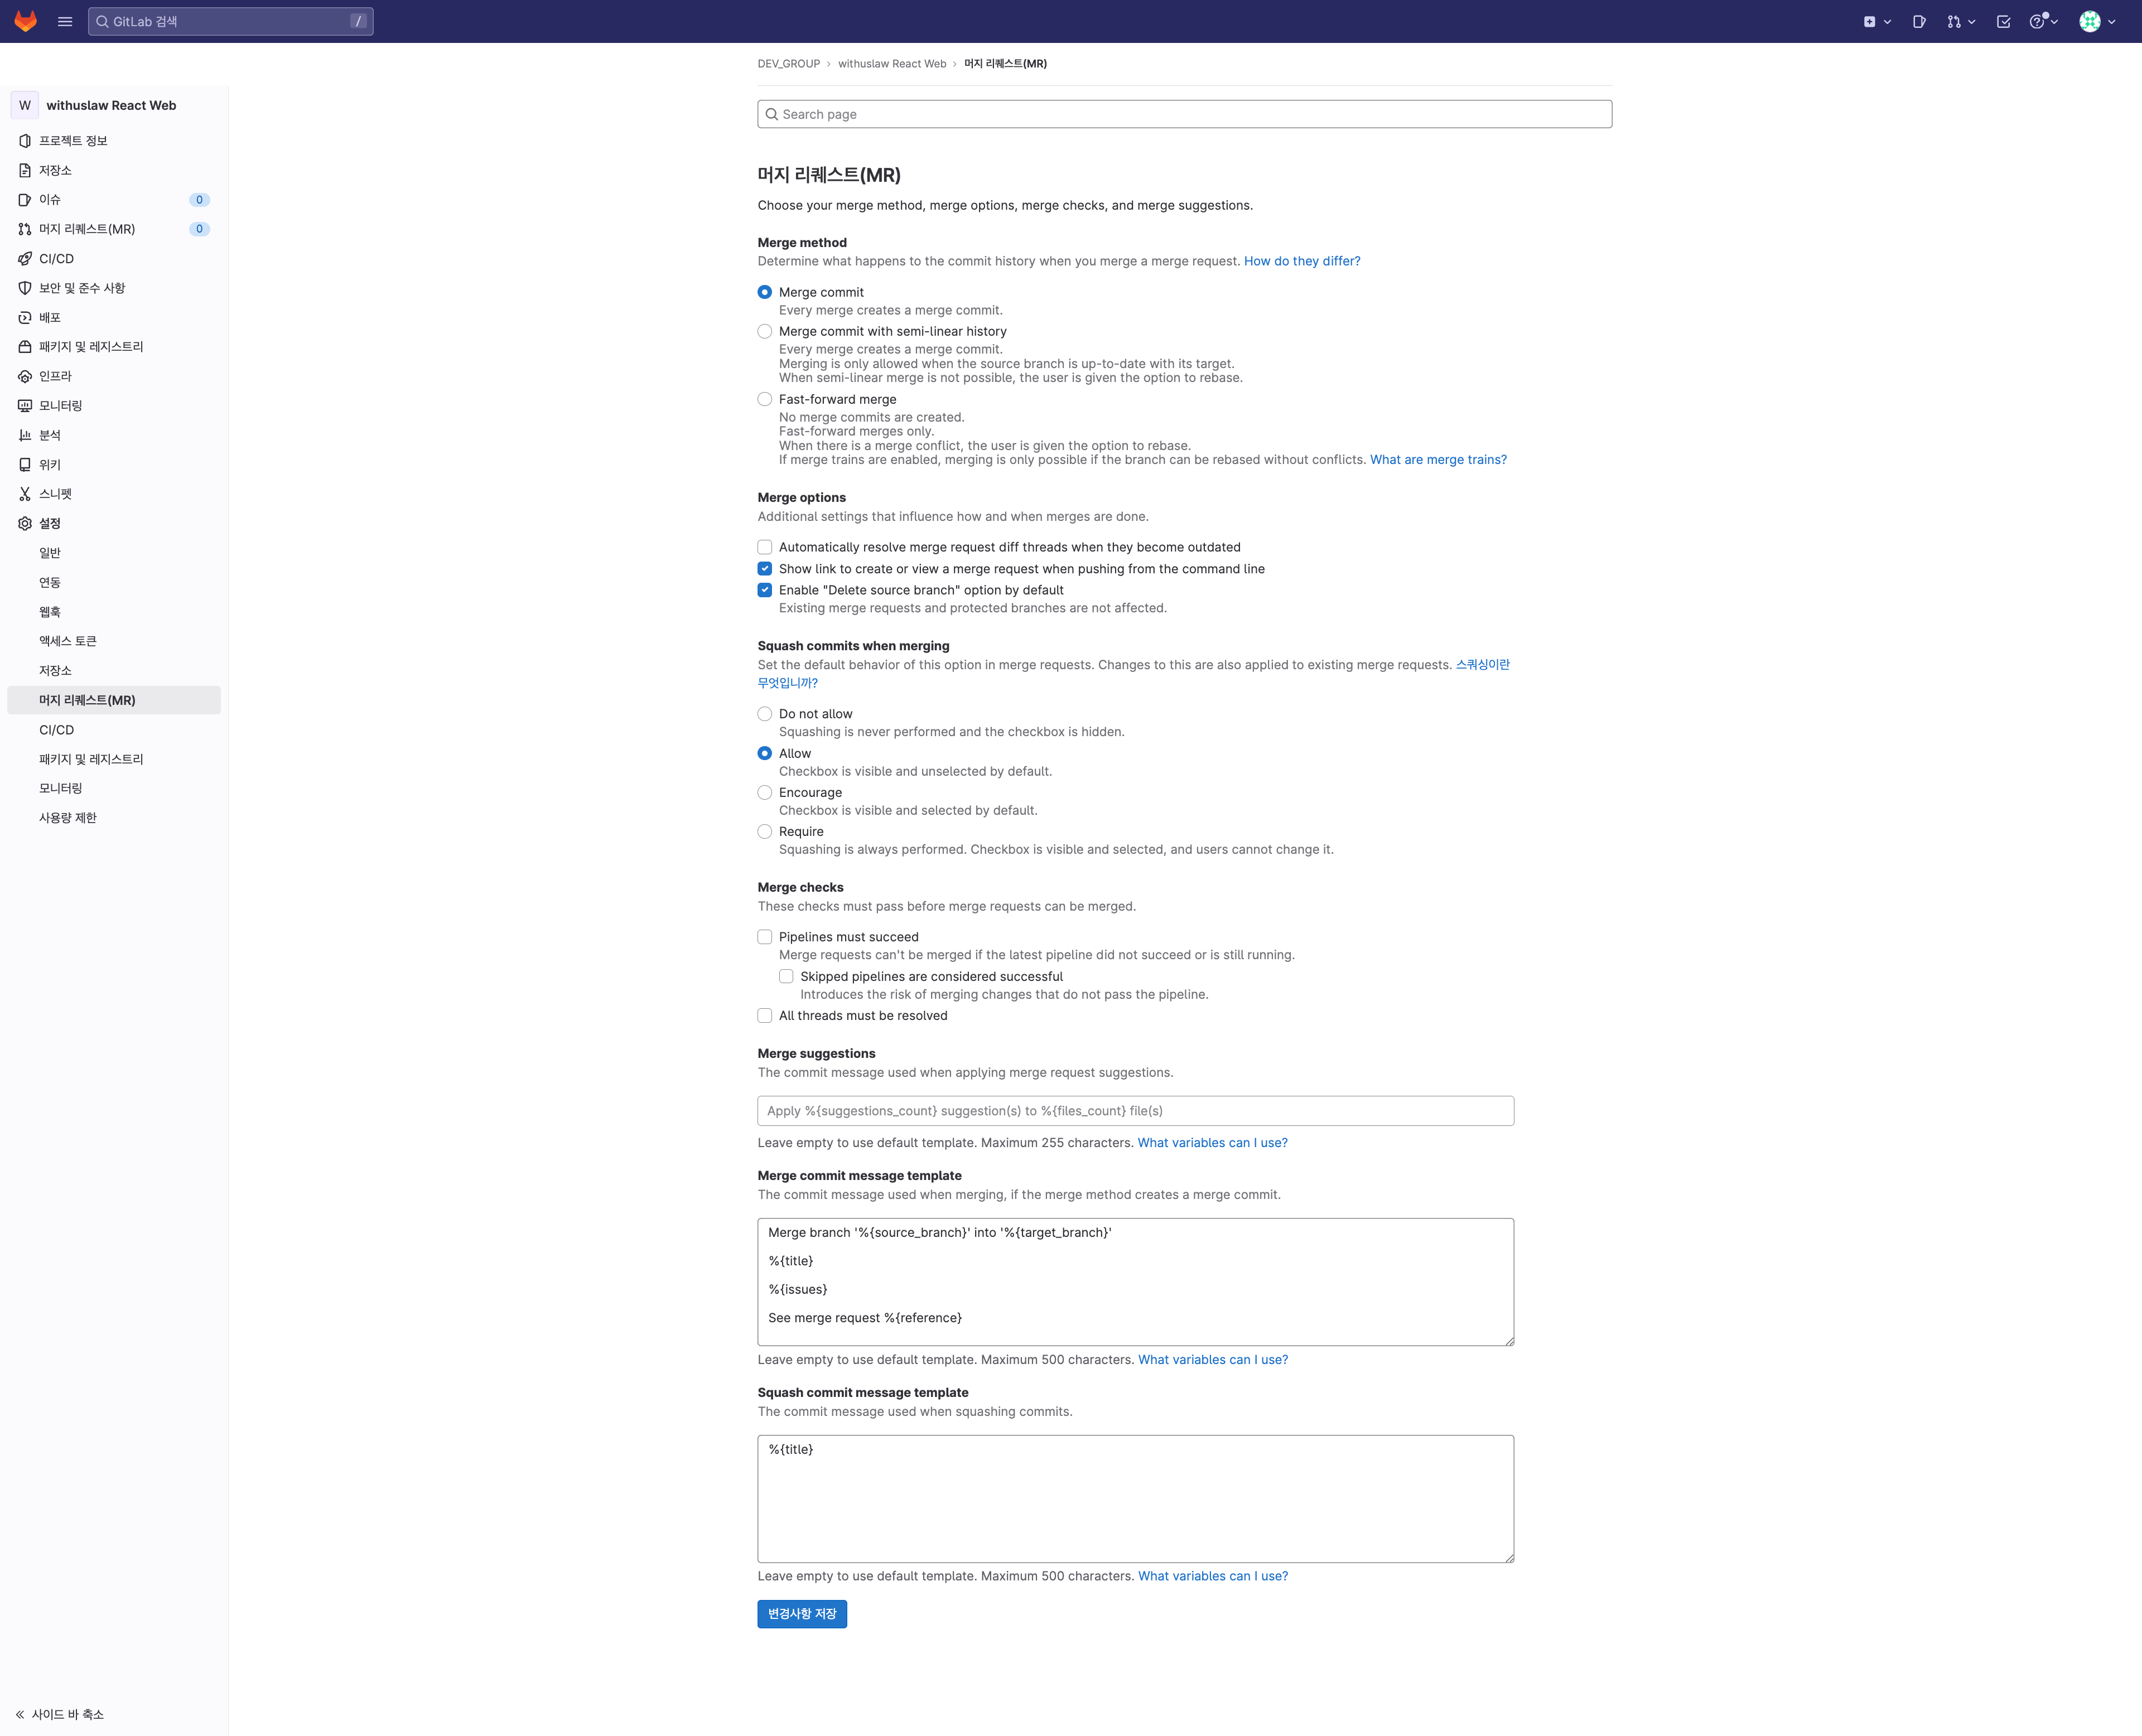 GitLab 검색
/
DEV_GROUP › withuslaw React Web › 머지 리퀘스트(MR)
W withuslaw React Web
프로젝트 정보
저장소
이슈 0
머지 리퀘스트(MR) 0
CI/CD
보안 및 준수 사항
배포
패키지 및 레지스트리
인프라
모니터링
분석
위키
스니펫
설정
일반
연동
웹훅
액세스 토큰
저장소
머지 리퀘스트(MR)
CI/CD
패키지 및 레지스트리
모니터링
사용량 제한
사이드 바 축소
Search page
머지 리퀘스트(MR)
Choose your merge method, merge options, merge checks, and merge suggestions.
Merge method
Determine what happens to the commit history when you merge a merge request. How do they differ?
Merge commit
Every merge creates a merge commit.
Merge commit with semi-linear history
Every merge creates a merge commit.
Merging is only allowed when the source branch is up-to-date with its target.
When semi-linear merge is not possible, the user is given the option to rebase.
Fast-forward merge
No merge commits are created.
Fast-forward merges only.
When there is a merge conflict, the user is given the option to rebase.
If merge trains are enabled, merging is only possible if the branch can be rebased without conflicts. What are merge trains?
Merge options
Additional settings that influence how and when merges are done.
Automatically resolve merge request diff threads when they become outdated
Show link to create or view a merge request when pushing from the command line
Enable "Delete source branch" option by default
Existing merge requests and protected branches are not affected.
Squash commits when merging
Set the default behavior of this option in merge requests. Changes to this are also applied to existing merge requests. 스쿼싱이란
무엇입니까?
Do not allow
Squashing is never performed and the checkbox is hidden.
Allow
Checkbox is visible and unselected by default.
Encourage
Checkbox is visible and selected by default.
Require
Squashing is always performed. Checkbox is visible and selected, and users cannot change it.
Merge checks
These checks must pass before merge requests can be merged.
Pipelines must succeed
Merge requests can't be merged if the latest pipeline did not succeed or is still running.
Skipped pipelines are considered successful
Introduces the risk of merging changes that do not pass the pipeline.
All threads must be resolved
Merge suggestions
The commit message used when applying merge request suggestions.
Apply %{suggestions_count} suggestion(s) to %{files_count} file(s)
Leave empty to use default template. Maximum 255 characters. What variables can I use?
Merge commit message template
The commit message used when merging, if the merge method creates a merge commit.
Merge branch '%{source_branch}' into '%{target_branch}'
%{title}
%{issues}
See merge request %{reference}
Leave empty to use default template. Maximum 500 characters. What variables can I use?
Squash commit message template
The commit message used when squashing commits.
%{title}
Leave empty to use default template. Maximum 500 characters. What variables can I use?
변경사항 저장